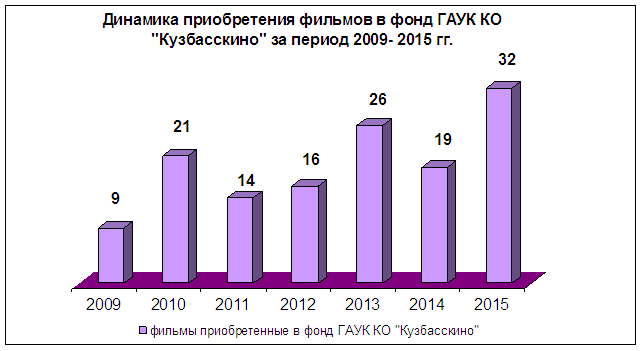 Динамика приобретения фильмов в фонд ГАУК КО
"Кузбасскино" за период 2009- 2015 гг.
9
21
14
16
26
19
32
2009 2010 2011 2012 2013 2014 2015
фильмы приобретенные в фонд ГАУК КО "Кузбасскино"